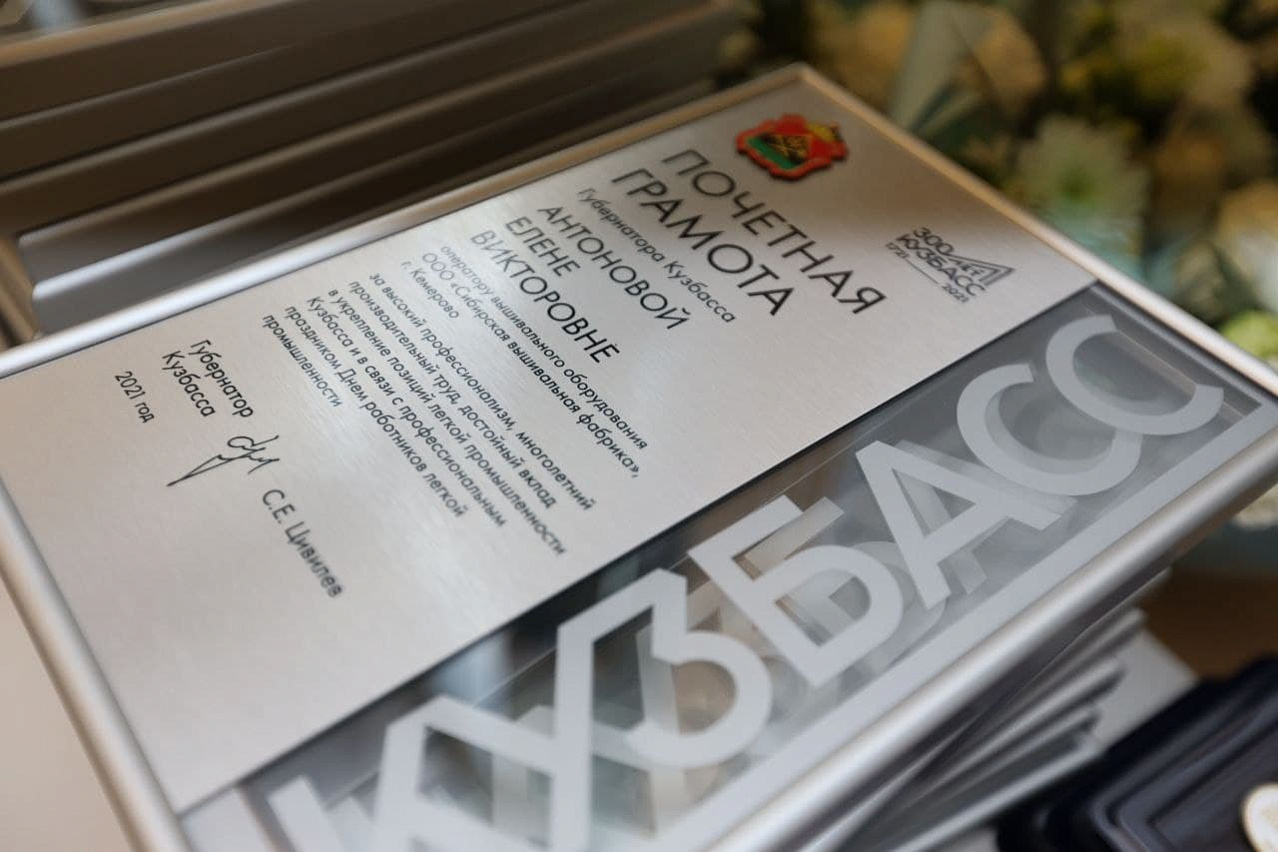 ПОЧЕТНАЯ
ГРАМОТА
Губернатора Кузбасса
АНТОНОВОЙ
ЕЛЕНЕ
ВИКТОРОВНЕ
оператору вышивального оборудования
ООО «Сибирская вышивальная фабрика»,
г. Кемерово
за высокий профессионализм, многолетний
производительный труд, достойный вклад
в укрепление позиций легкой промышленности
Кузбасса и в связи с профессиональным
праздником Днем работников легкой
промышленности
Губернатор
Кузбасса
С.Е. Цивилев
2021 год
300 ЛЕТ
КУЗБАСС
1721 2021
КУЗБАСС